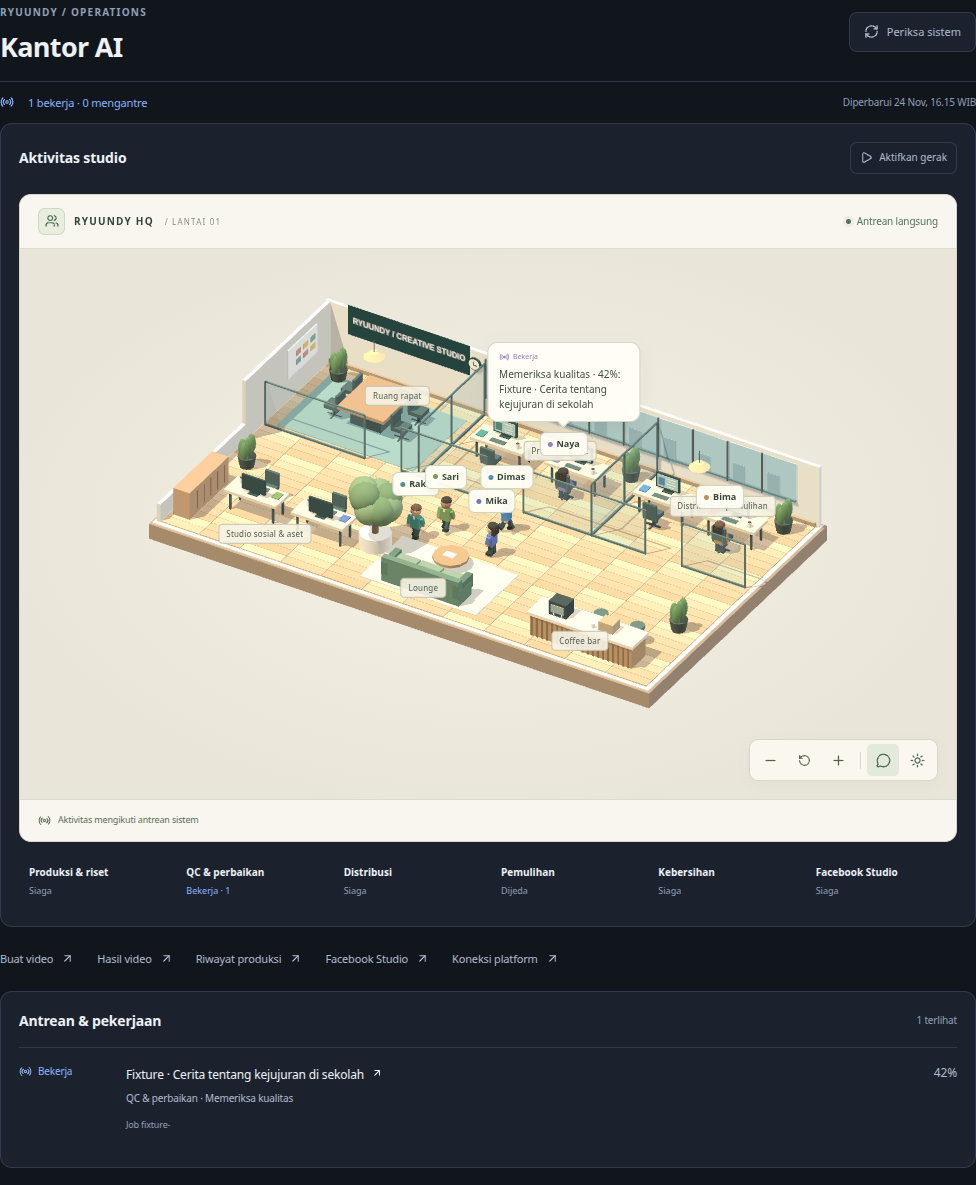 RYUUNDY / OPERATIONS
Kantor AI
Periksa sistem
1 bekerja · 0 mengantre
Diperbarui 24 Nov, 16.15 WIB
Aktivitas studio
Aktifkan gerak
RYUUNDY HQ / LANTAI 01
Antrean langsung
RYUUNDY / CREATIVE STUDIO
Bekerja
Memeriksa kualitas · 42%:
Fixture · Cerita tentang
kejujuran di sekolah
Ruang rapat
Naya
Sari
Dimas
Mika
Bima
Studio sosial & aset
Lounge
Coffee bar
Aktivitas mengikuti antrean sistem
Produksi & riset
Siaga
QC & perbaikan
Bekerja · 1
Distribusi
Siaga
Pemulihan
Dijeda
Kebersihan
Siaga
Facebook Studio
Siaga
Buat video
Hasil video
Riwayat produksi
Facebook Studio
Koneksi platform
Antrean & pekerjaan
1 terlihat
Bekerja
Fixture · Cerita tentang kejujuran di sekolah
42%
QC & perbaikan · Memeriksa kualitas
Job fixture-